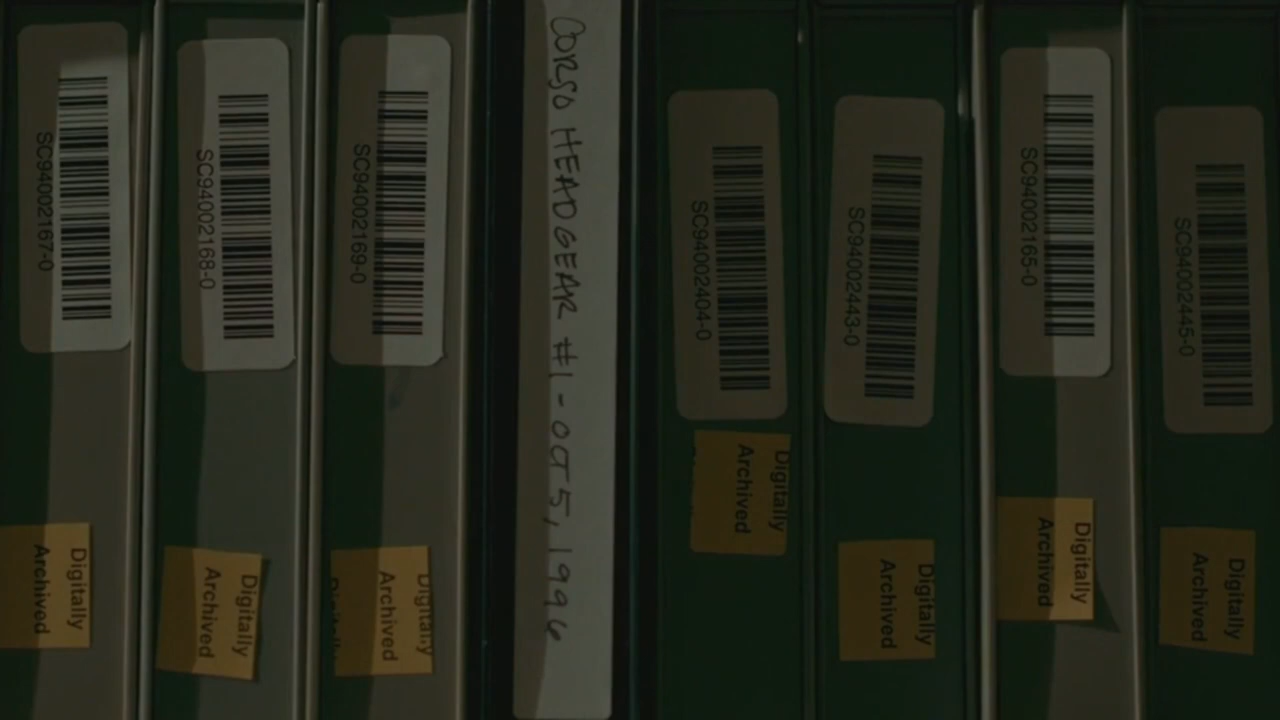 SC94002167-0
Digitally
Archived
SC94002168-0
Digitally
Archived
SC94002169-0
Digitally
Archived
CORSO HEADGEAR #1-OCT 5, 1996
SC94002404-0
Digitally
Archived
SC94002443-0
Digitally
Archived
SC94002165-0
Digitally
Archived
SC94002445-0
Digitally
Archived